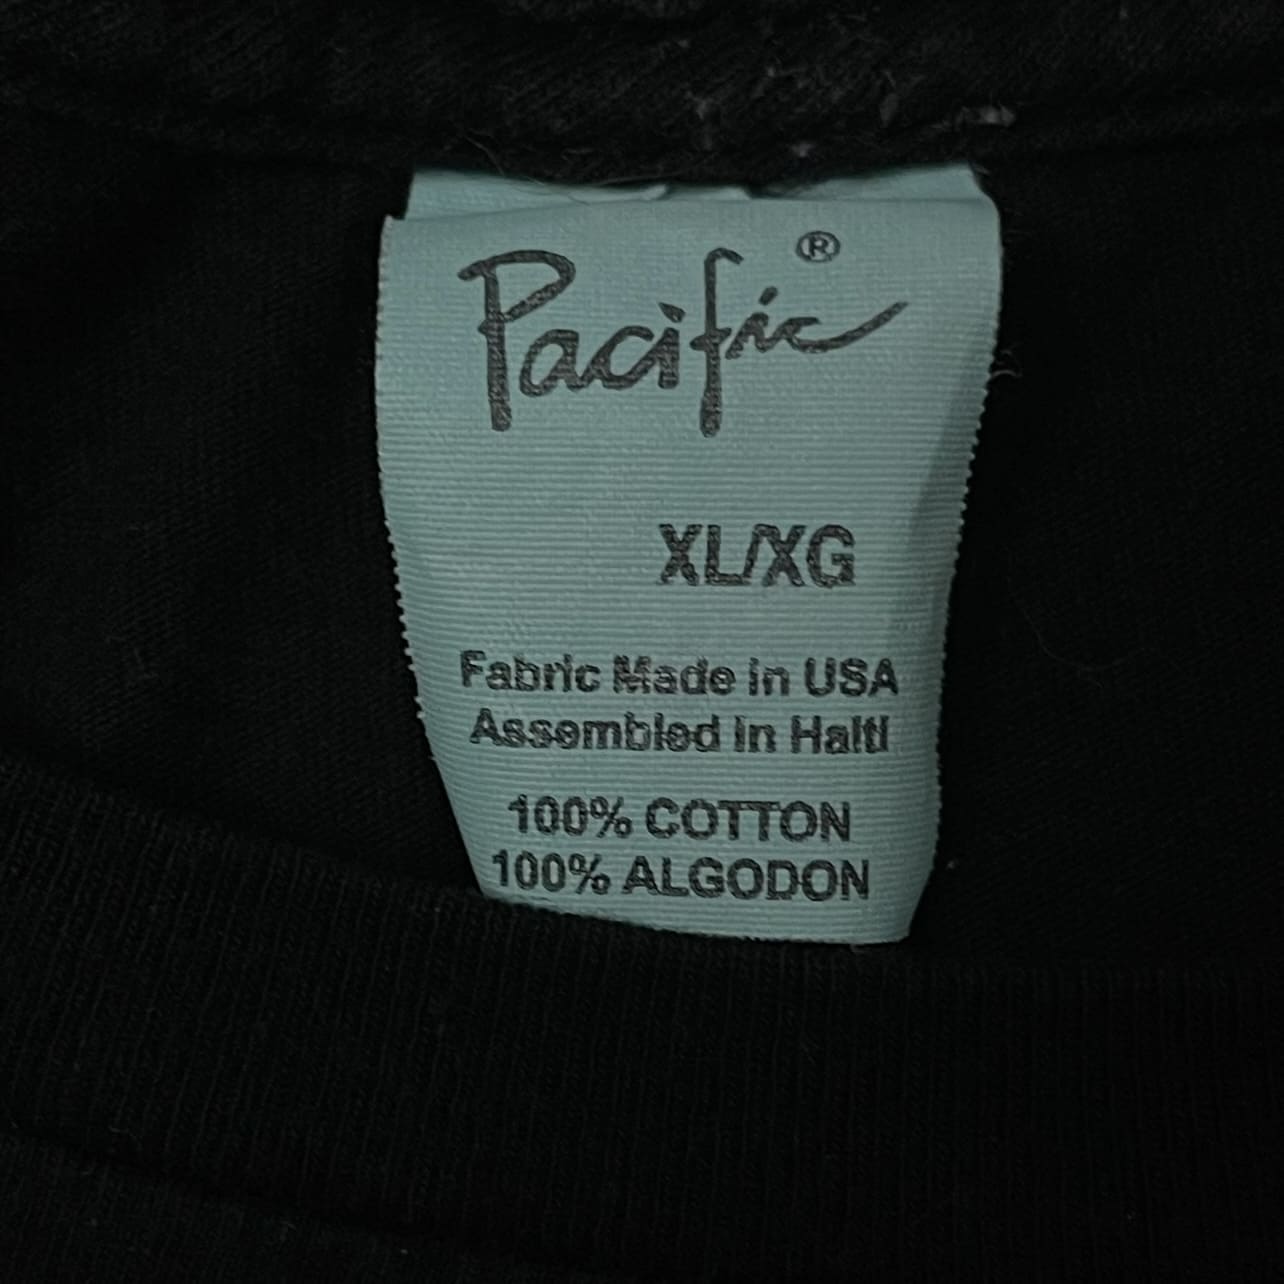 Pacific®
XL/XG
Fabric Made in USA
Assembled in Haiti
100% COTTON
100% ALGODON